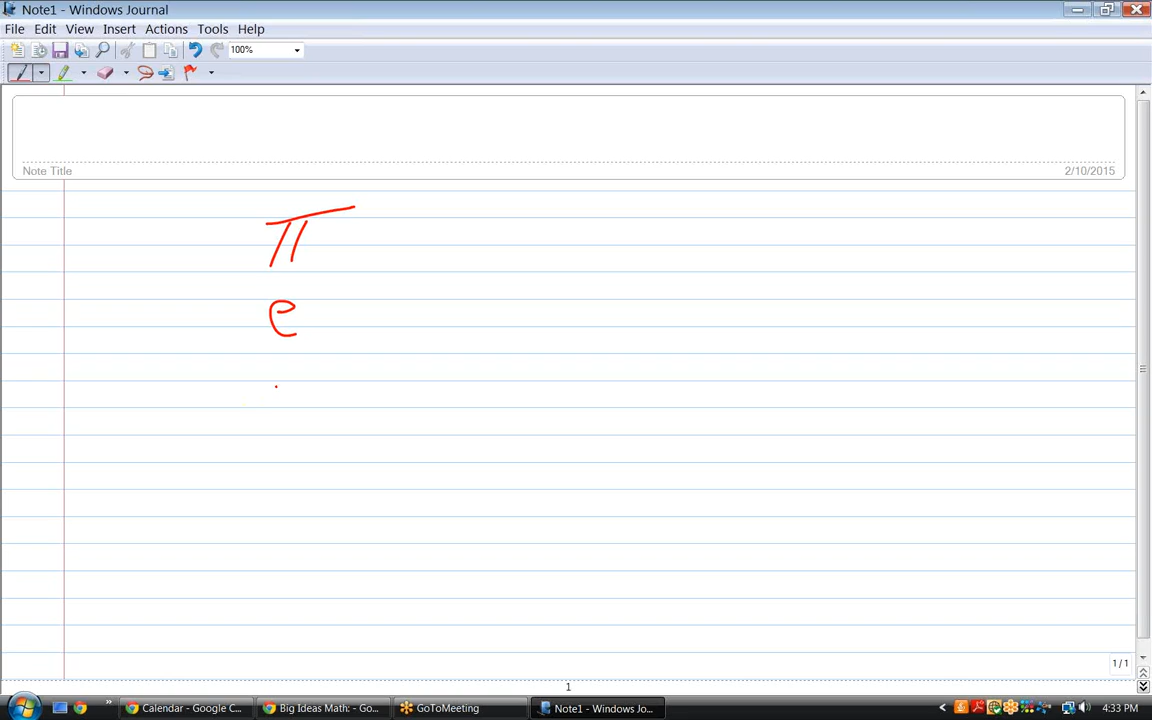 Note1 - Windows Journal
File Edit View Insert Actions Tools Help
100%
Note Title 2/10/2015
π
e
.
1 / 1
1
Calendar - Google C... Big Ideas Math: - Go... GoToMeeting Note1 - Windows Jo... 4:33 PM